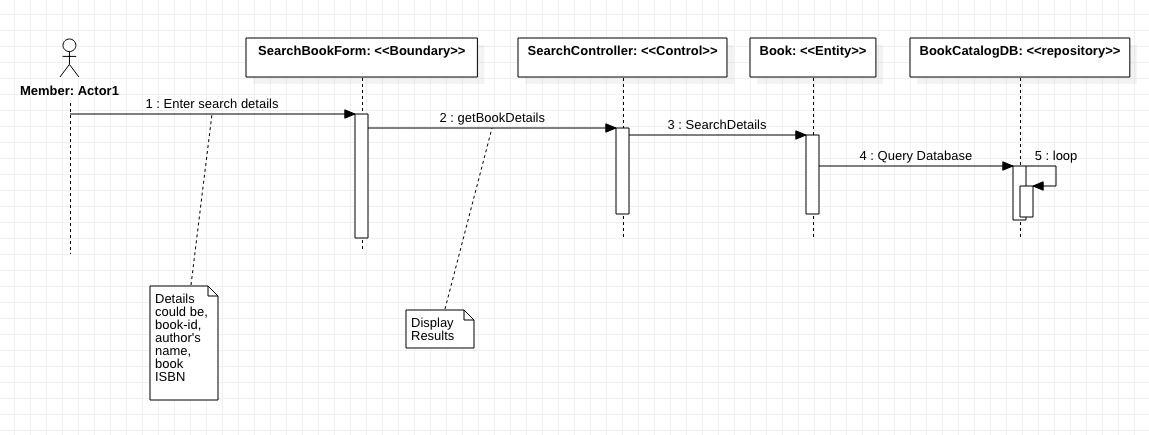 SearchBookForm: <<Boundary>>
SearchController: <<Control>>
Book: <<Entity>>
BookCatalogDB: <<repository>>
Member: Actor1
1 : Enter search details
2 : getBookDetails
3 : SearchDetails
4 : Query Database
5 : loop
Details
could be,
book-id,
author's
name,
book
ISBN
Display
Results